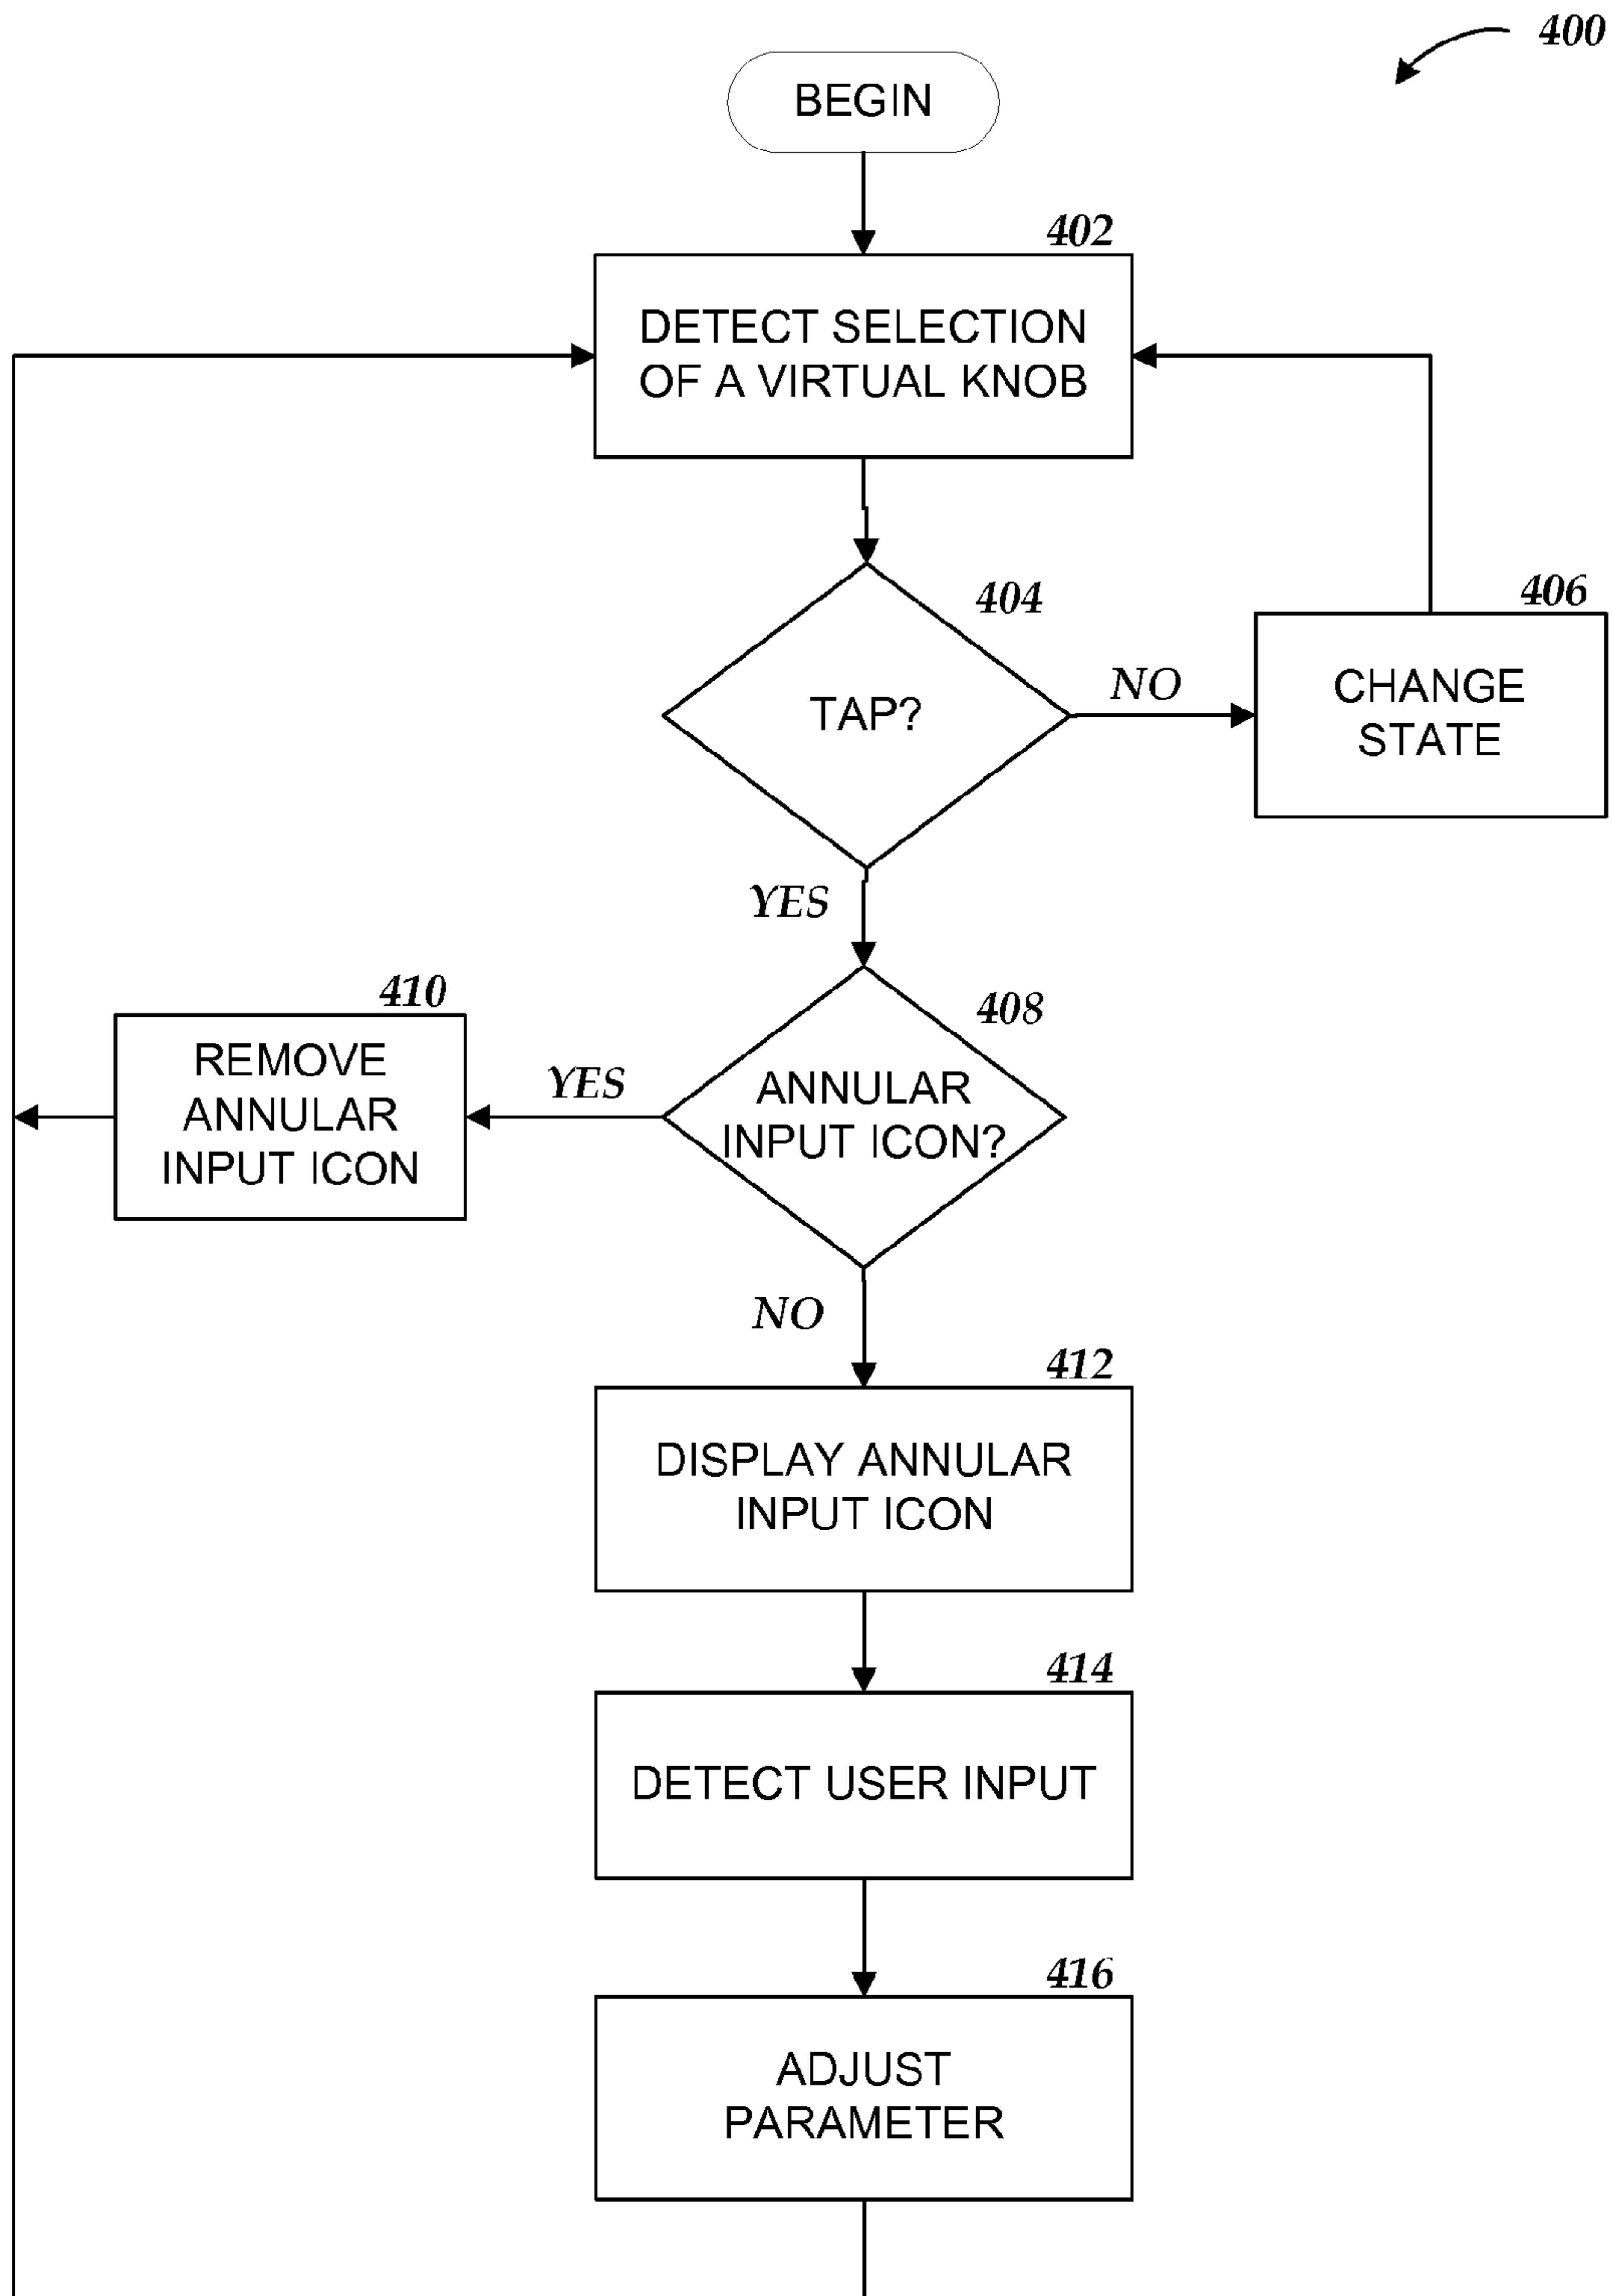 400
BEGIN
402
DETECT SELECTION
OF A VIRTUAL KNOB
404
TAP?
NO
406
CHANGE
STATE
YES
408
ANNULAR
INPUT ICON?
YES
410
REMOVE
ANNULAR
INPUT ICON
NO
412
DISPLAY ANNULAR
INPUT ICON
414
DETECT USER INPUT
416
ADJUST
PARAMETER